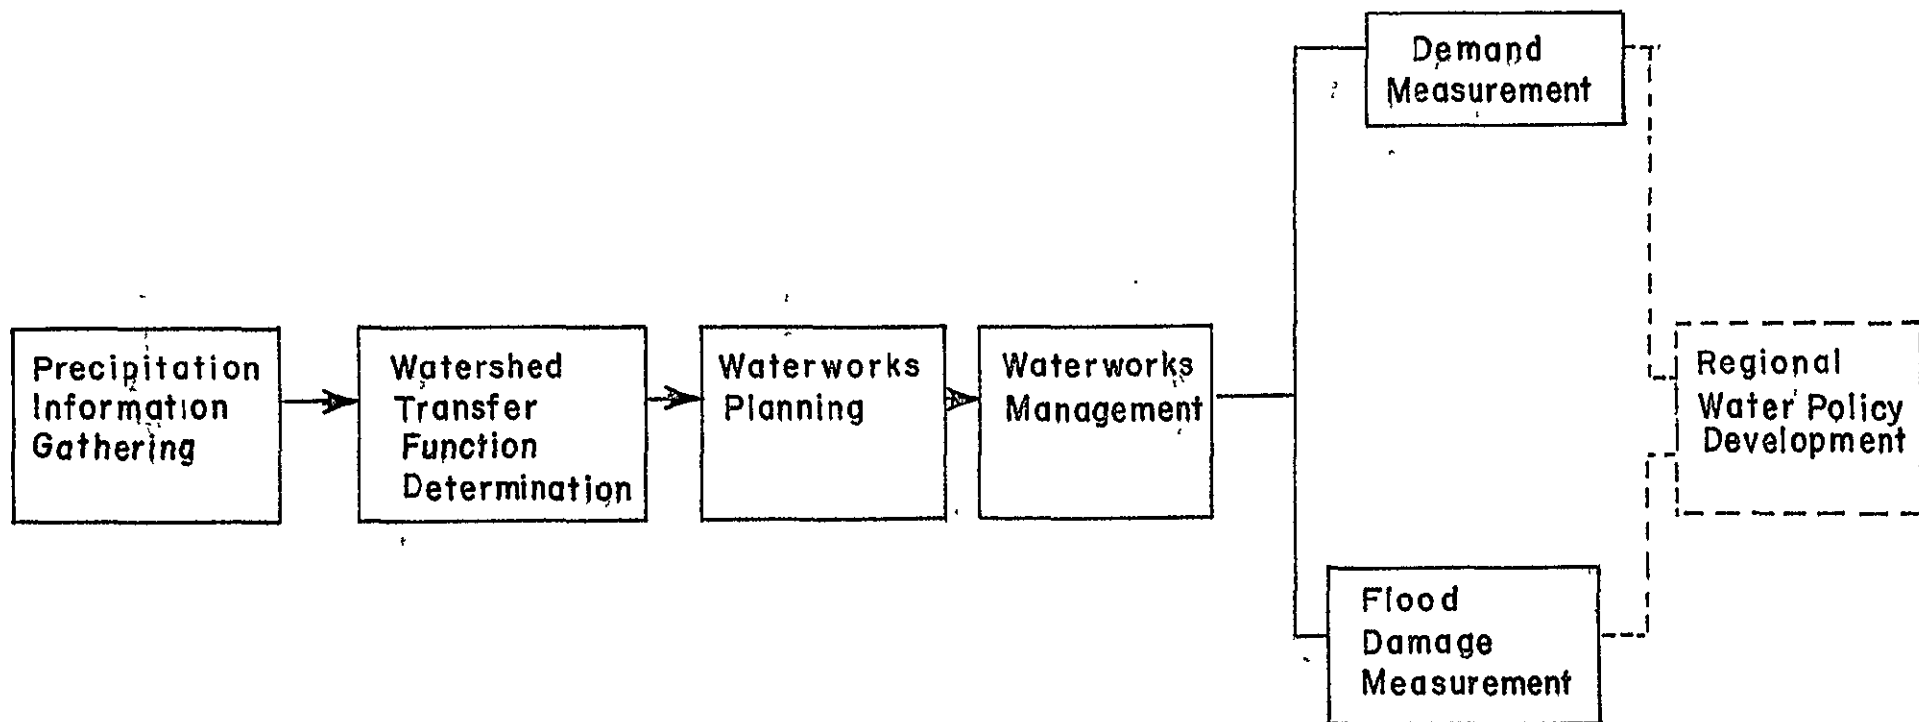 Precipitation
Information
Gathering
Watershed
Transfer
Function
Determination
Waterworks
Planning
Waterworks
Management
Demand
Measurement
Flood
Damage
Measurement
Regional
Water Policy
Development